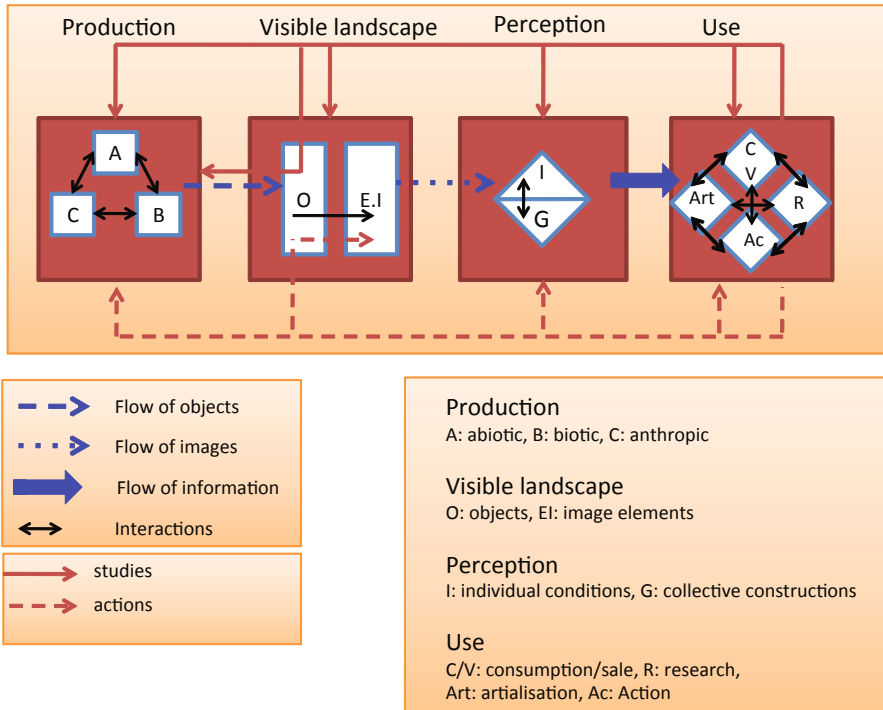 Production
Visible landscape
Perception
Use
A
C
B
O
E.I
I
G
C
V
Art
R
Ac
Flow of objects
Flow of images
Flow of information
Interactions
studies
actions
Production
A: abiotic, B: biotic, C: anthropic
Visible landscape
O: objects, EI: image elements
Perception
I: individual conditions, G: collective constructions
Use
C/V: consumption/sale, R: research,
Art: artialisation, Ac: Action